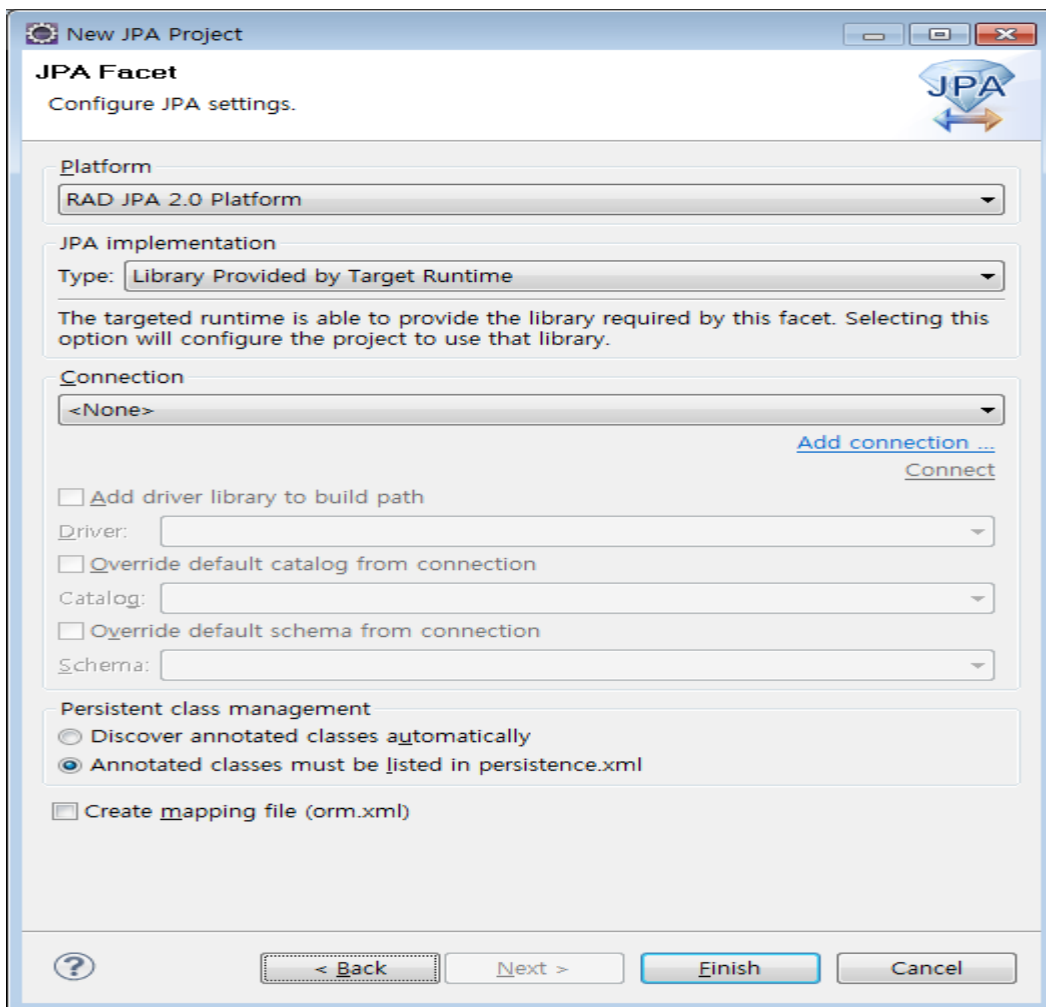 New JPA Project
JPA Facet
Configure JPA settings.
JPA
Platform
RAD JPA 2.0 Platform
JPA implementation
Type: Library Provided by Target Runtime
The targeted runtime is able to provide the library required by this facet. Selecting this
option will configure the project to use that library.
Connection
<None>
Add connection ...
Connect
Add driver library to build path
Driver:
Override default catalog from connection
Catalog:
Override default schema from connection
Schema:
Persistent class management
Discover annotated classes automatically
Annotated classes must be listed in persistence.xml
Create mapping file (orm.xml)
? < Back Next > Finish Cancel